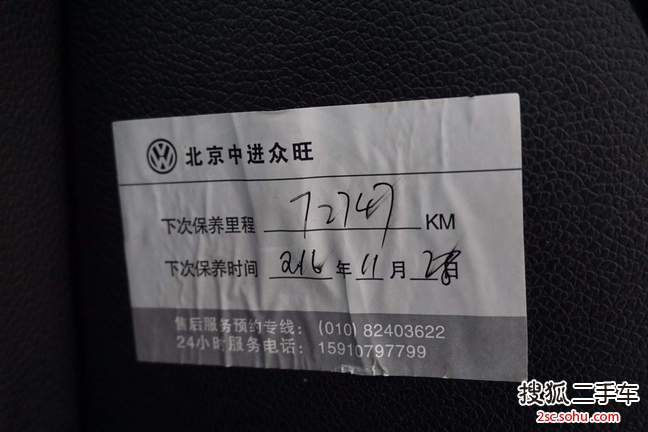 北京中进众旺
下次保养里程 72747 KM
下次保养时间 216 年 11 月 28 日
售后服务预约专线: (010) 82403622
24小时服务电话: 15910797799
搜狐二手车
2sc.sohu.com